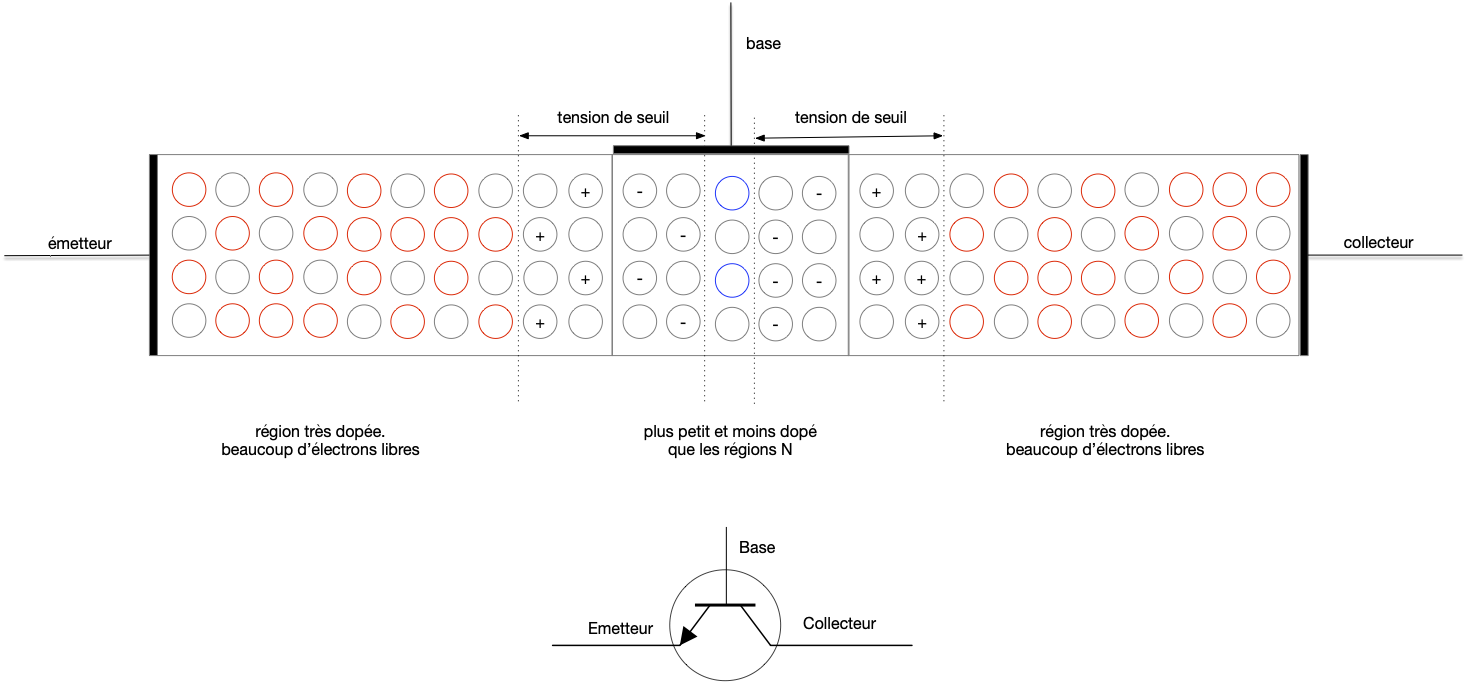 base
tension de seuil
tension de seuil
+ - - +
émetteur
+ - - +
collecteur
+ - - - + +
+ - - +
région très dopée.
beaucoup d’électrons libres
plus petit et moins dopé
que les régions N
région très dopée.
beaucoup d’électrons libres
Base
Emetteur
Collecteur